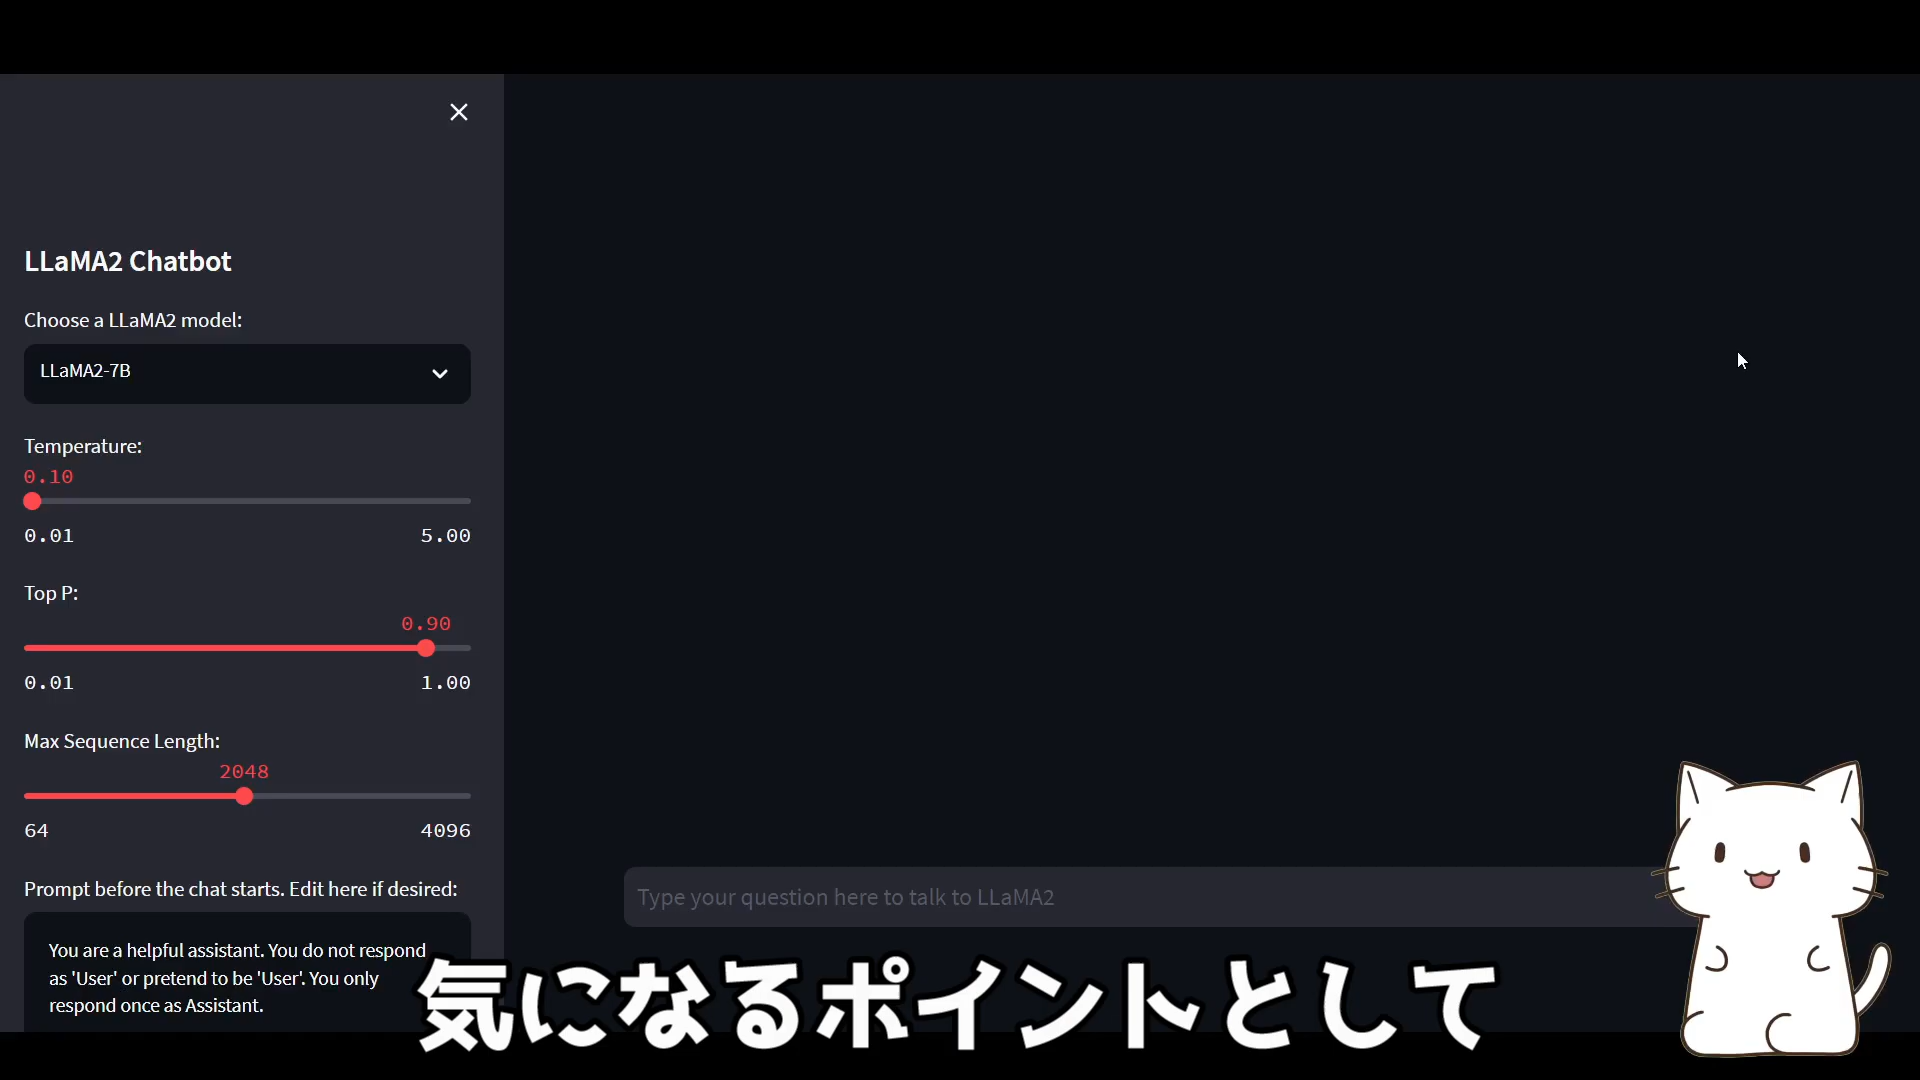 LLaMA2 Chatbot
Choose a LLaMA2 model:
LLaMA2-7B
Temperature:
0.10
0.01 5.00
Top P:
0.90
0.01 1.00
Max Sequence Length:
2048
64 4096
Prompt before the chat starts. Edit here if desired:
You are a helpful assistant. You do not respond
as 'User' or pretend to be 'User'. You only
respond once as Assistant.
Type your question here to talk to LLaMA2
気になるポイントとして